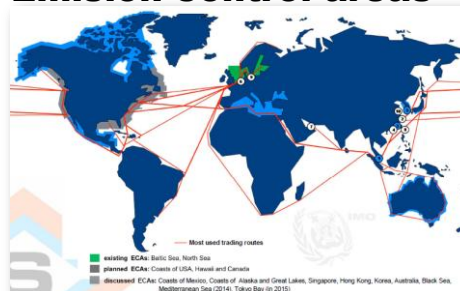 Emision control areas
Most used trading routes
existing ECAs: Baltic Sea, North Sea
planned ECAs: Coasts of USA, Hawaii and Canada
discussed ECAs: Coasts of Mexico, Coasts of Alaska and Great Lakes, Singapore, Hong Kong, Korea, Australia, Black Sea,
Mediterranean Sea (2014), Tokyo Bay (in 2015)
IMO